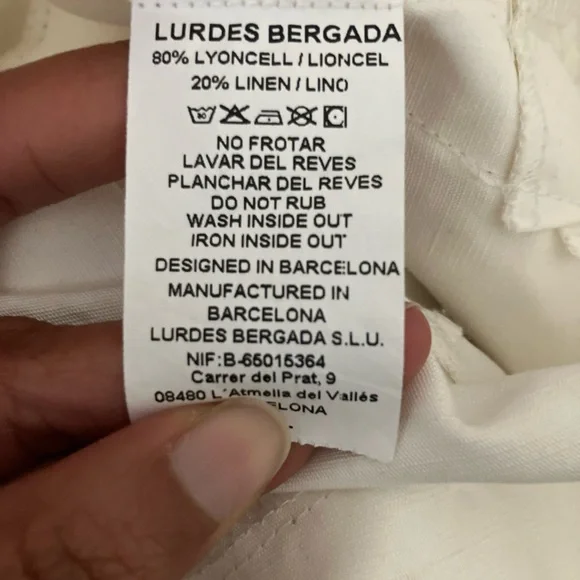 LURDES BERGADA
80% LYONCELL / LIONCEL
20% LINEN / LINO
NO FROTAR
LAVAR DEL REVES
PLANCHAR DEL REVES
DO NOT RUB
WASH INSIDE OUT
IRON INSIDE OUT
DESIGNED IN BARCELONA
MANUFACTURED IN
BARCELONA
LURDES BERGADA S.L.U.
NIF:B-65015364
Carrer del Prat, 9
08480 L'Atmella del Vallés
ELONA